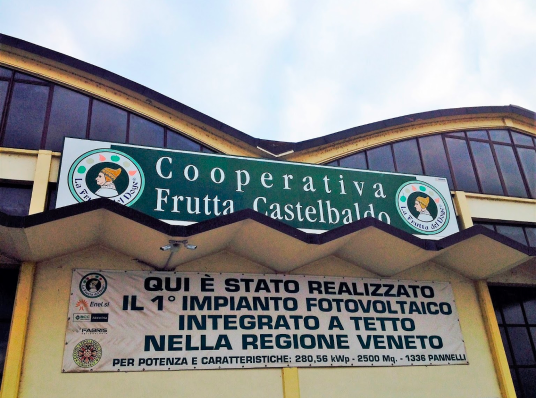 Cooperativa
Frutta Castelbaldo
La Frutta del Doge
La Frutta del Doge
QUI È STATO REALIZZATO
IL 1° IMPIANTO FOTOVOLTAICO
INTEGRATO A TETTO
NELLA REGIONE VENETO
PER POTENZA E CARATTERISTICHE: 280,56 kWp - 2500 Mq. - 1336 PANNELLI
Enel.si
FABRIS